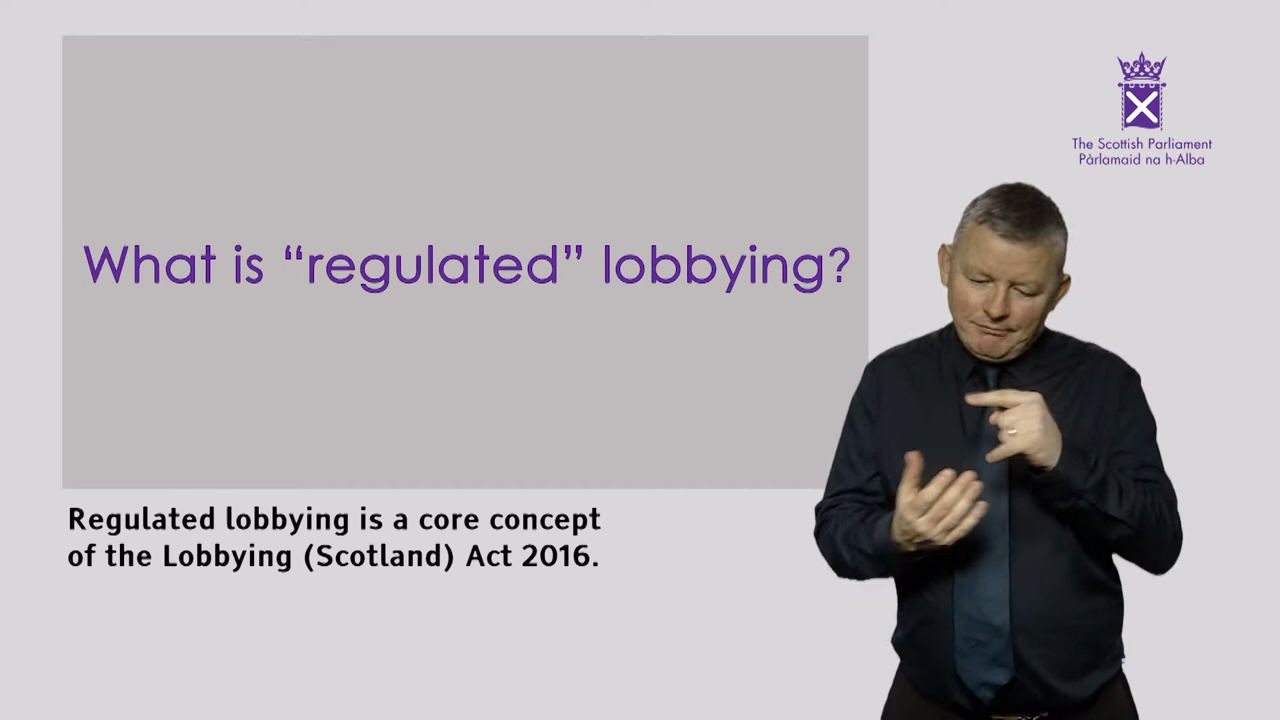 What is “regulated” lobbying?
The Scottish Parliament
Pàrlamaid na h-Alba
Regulated lobbying is a core concept
of the Lobbying (Scotland) Act 2016.